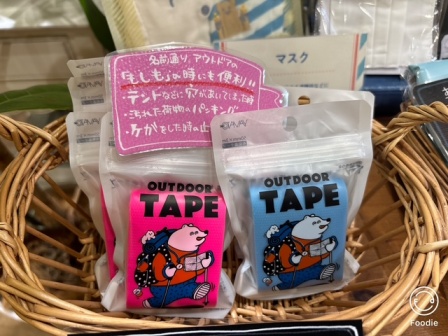 名前通り、アウトドアの
"もしも"の時にも便利!!
・テントなどに穴があいてしまった時
・汚れた荷物のパッキング
・ケガをした時の止
マスク
OUTDOOR
TAPE
OUTDOOR
TAPE
Foodie